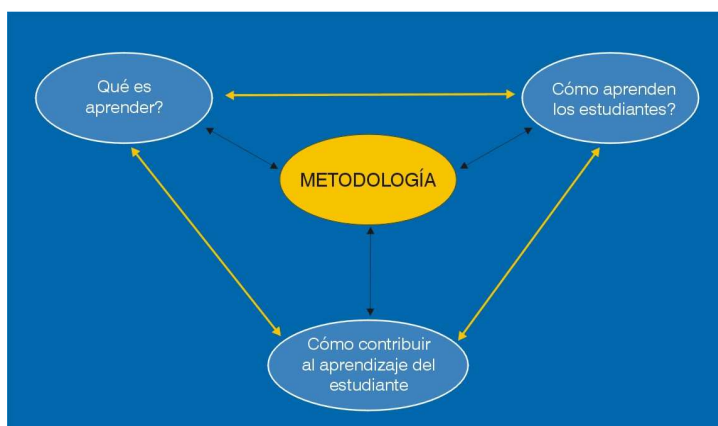 Qué es
aprender?
Cómo aprenden
los estudiantes?
METODOLOGÍA
Cómo contribuir
al aprendizaje del
estudiante